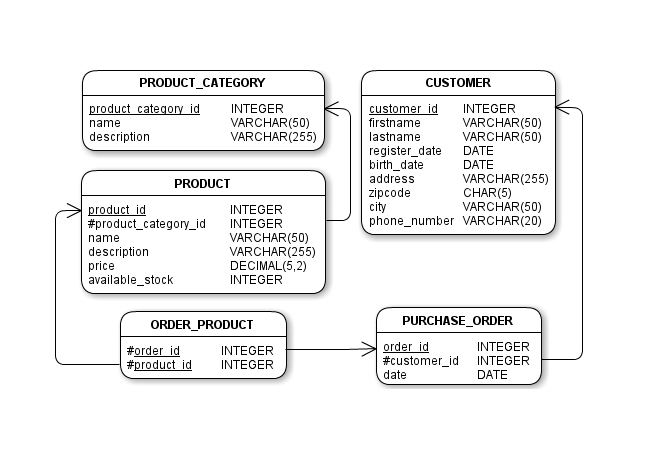 PRODUCT_CATEGORY
product_category_id INTEGER
name VARCHAR(50)
description VARCHAR(255)
CUSTOMER
customer_id INTEGER
firstname VARCHAR(50)
lastname VARCHAR(50)
register_date DATE
birth_date DATE
address VARCHAR(255)
zipcode CHAR(5)
city VARCHAR(50)
phone_number VARCHAR(20)
PRODUCT
product_id INTEGER
#product_category_id INTEGER
name VARCHAR(50)
description VARCHAR(255)
price DECIMAL(5,2)
available_stock INTEGER
ORDER_PRODUCT
#order_id INTEGER
#product_id INTEGER
PURCHASE_ORDER
order_id INTEGER
#customer_id INTEGER
date DATE